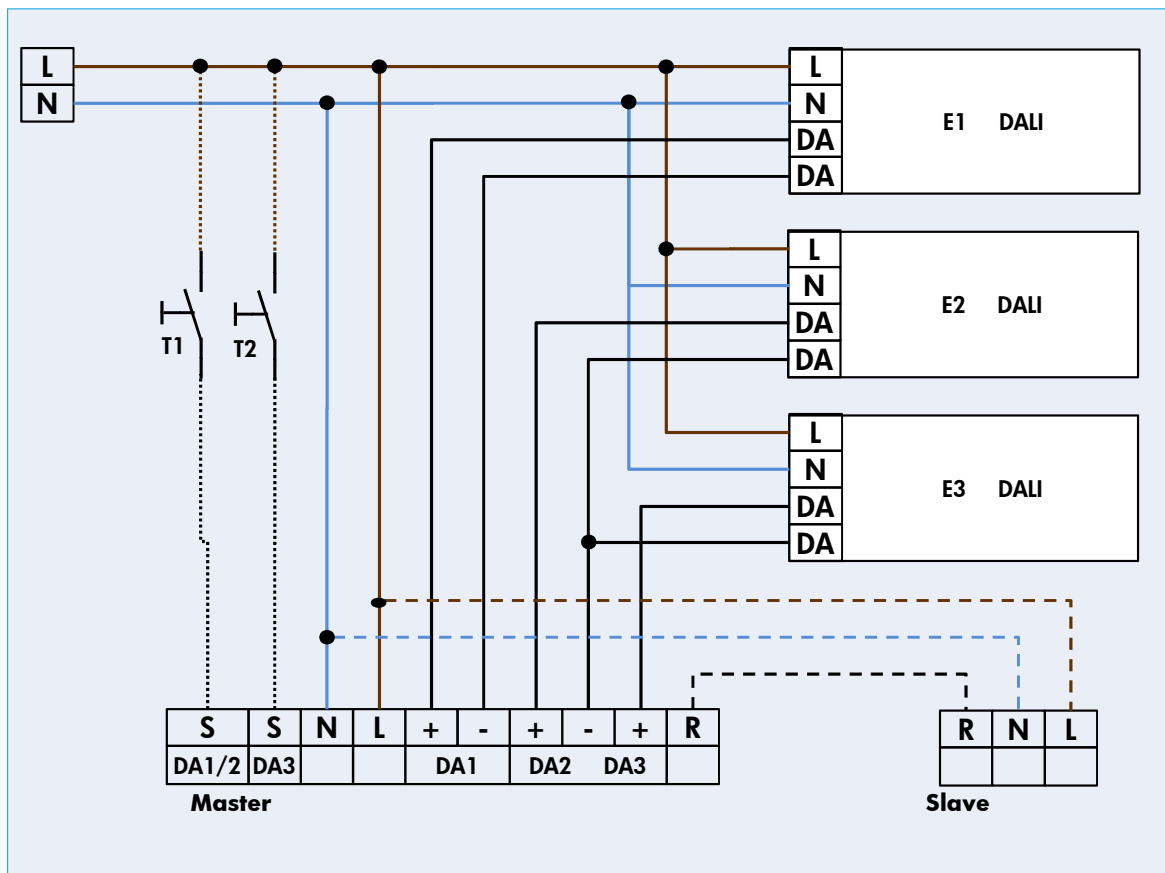 L
N
L
N
DA
DA
E1 DALI
L
N
DA
DA
E2 DALI
T1
T2
L
N
DA
DA
E3 DALI
S S N L + - + - + R
DA1/2 DA3 DA1 DA2 DA3
Master
R N L
Slave